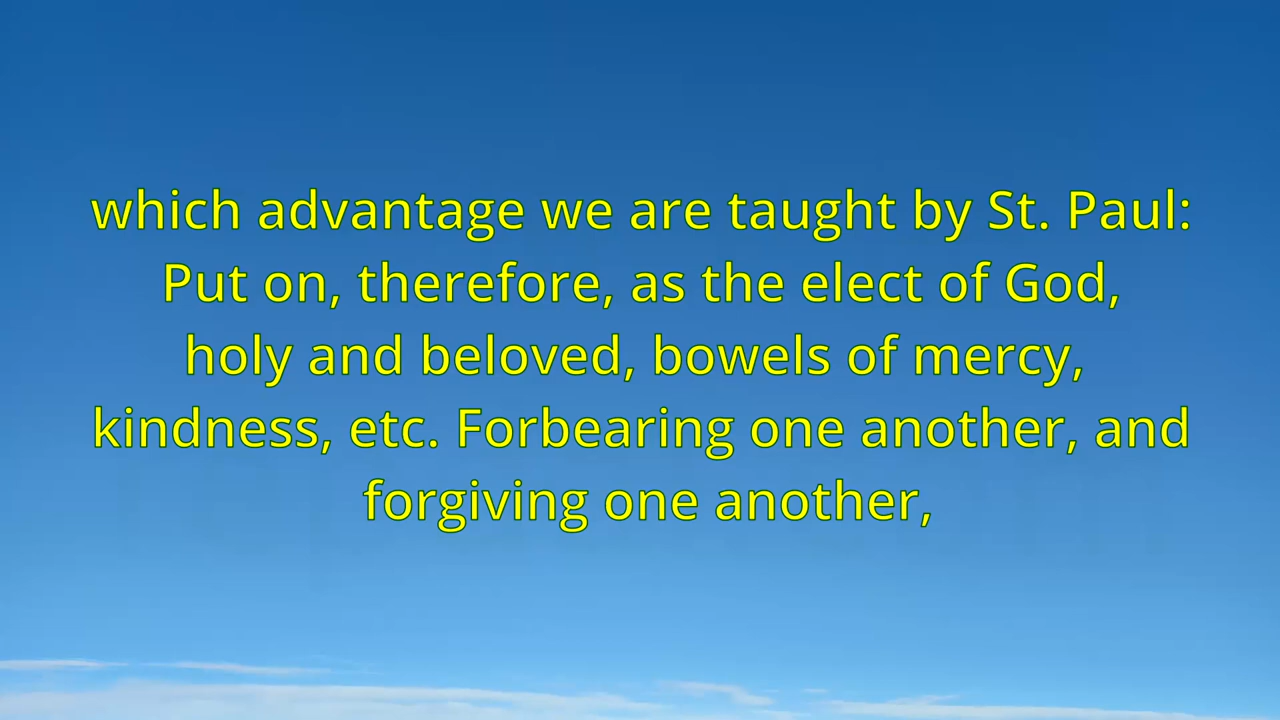 which advantage we are taught by St. Paul:
Put on, therefore, as the elect of God,
holy and beloved, bowels of mercy,
kindness, etc. Forbearing one another, and
forgiving one another,